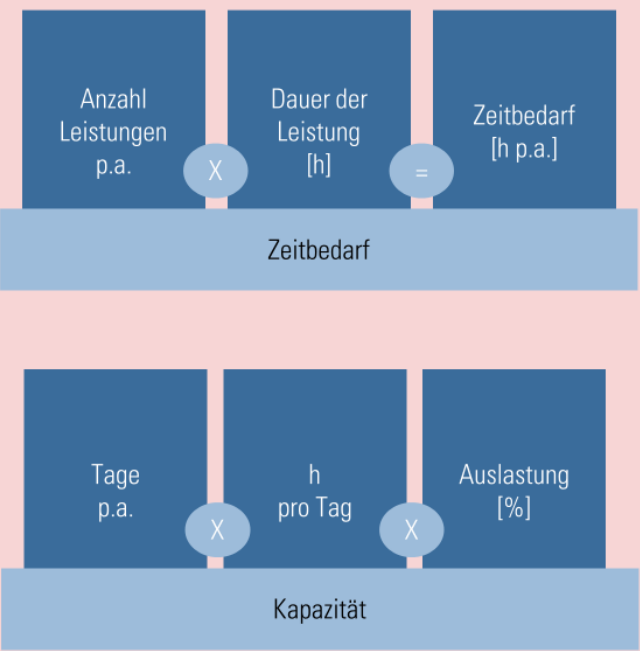 Anzahl
Leistungen
p.a.
X
Dauer der
Leistung
[h]
=
Zeitbedarf
[h p.a.]
Zeitbedarf
Tage
p.a.
X
h
pro Tag
X
Auslastung
[%]
Kapazität